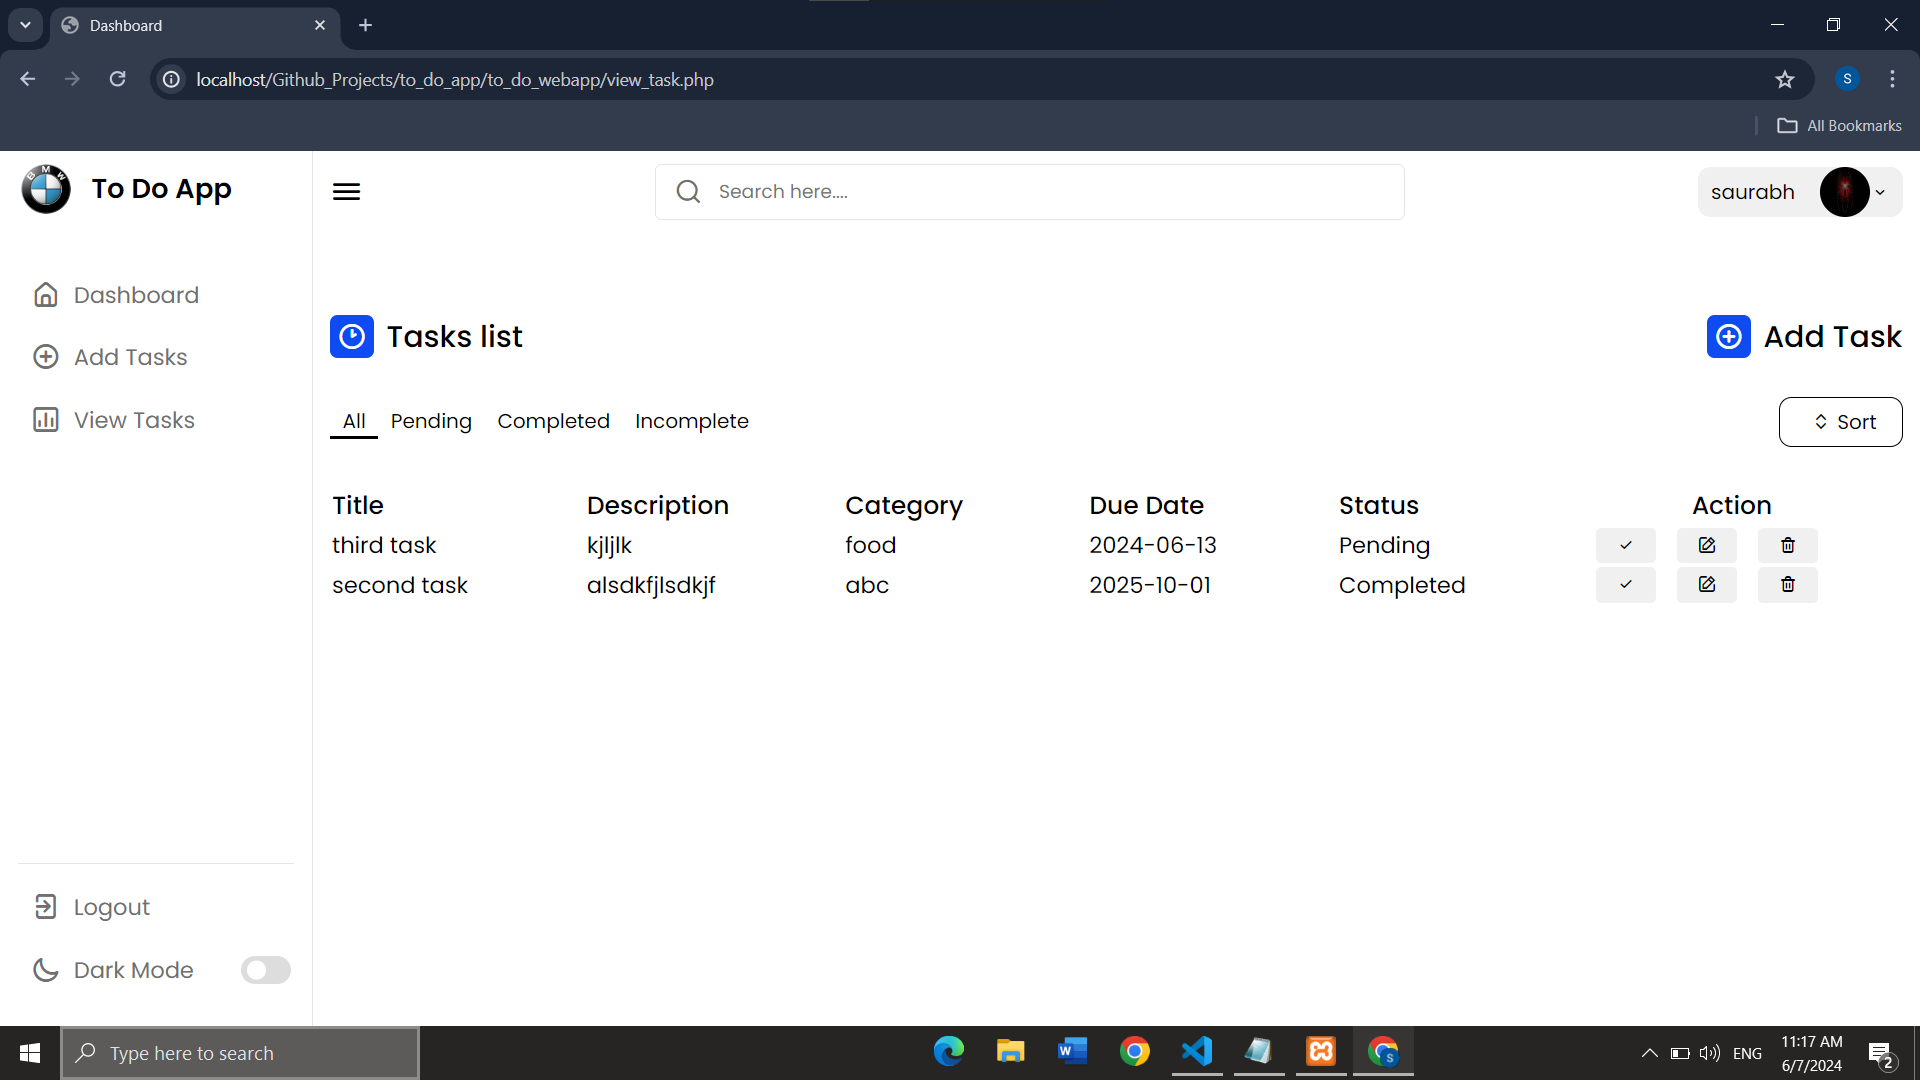 Dashboard
localhost/Github_Projects/to_do_app/to_do_webapp/view_task.php
S
All Bookmarks
BMW
To Do App
Search here....
saurabh
Dashboard
Add Tasks
View Tasks
Tasks list
Add Task
All Pending Completed Incomplete
Sort
Title Description Category Due Date Status Action
third task kjljlk food 2024-06-13 Pending
second task alsdkfjlsdkjf abc 2025-10-01 Completed
Logout
Dark Mode
Type here to search
W
S
ENG
11:17 AM
6/7/2024
2